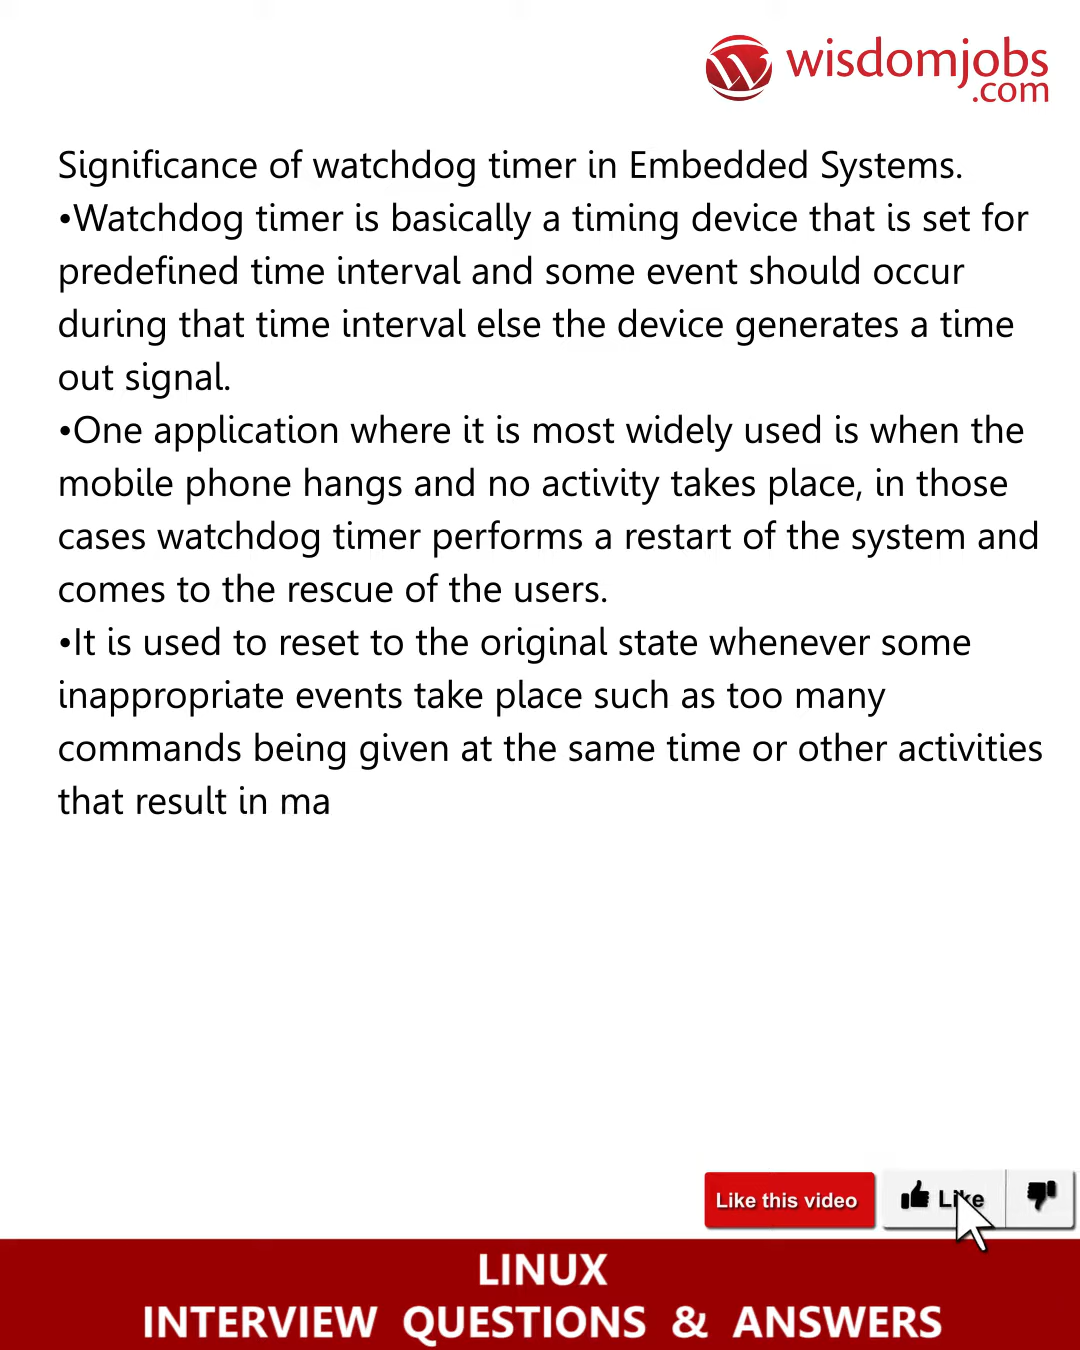 wisdomjobs
.com
Significance of watchdog timer in Embedded Systems.
•Watchdog timer is basically a timing device that is set for
predefined time interval and some event should occur
during that time interval else the device generates a time
out signal.
•One application where it is most widely used is when the
mobile phone hangs and no activity takes place, in those
cases watchdog timer performs a restart of the system and
comes to the rescue of the users.
•It is used to reset to the original state whenever some
inappropriate events take place such as too many
commands being given at the same time or other activities
that result in ma
Like this video
Like
LINUX
INTERVIEW QUESTIONS & ANSWERS